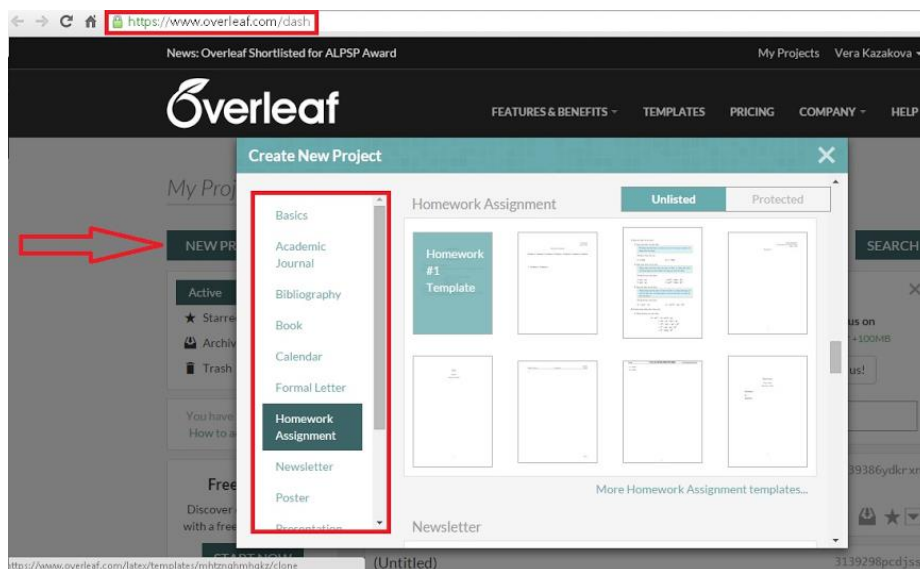 https://www.overleaf.com/dash
News: Overleaf Shortlisted for ALPSP Award
My Projects Vera Kazakova
Overleaf
FEATURES & BENEFITS TEMPLATES PRICING COMPANY HELP
Create New Project
My Proj
NEW PR
SEARCH
Active
Starre
Archiv
Trash
You have
How to a
Free
Discover
with a free
START NOW
Basics
Academic
Journal
Bibliography
Book
Calendar
Formal Letter
Homework
Assignment
Newsletter
Poster
Presentation
Homework Assignment
Unlisted Protected
Homework
#1
Template
More Homework Assignment templates...
Newsletter
us on
+100MB
us!
(Untitled)
https://www.overleaf.com/latex/templates/mhtznghmhqkz/clone